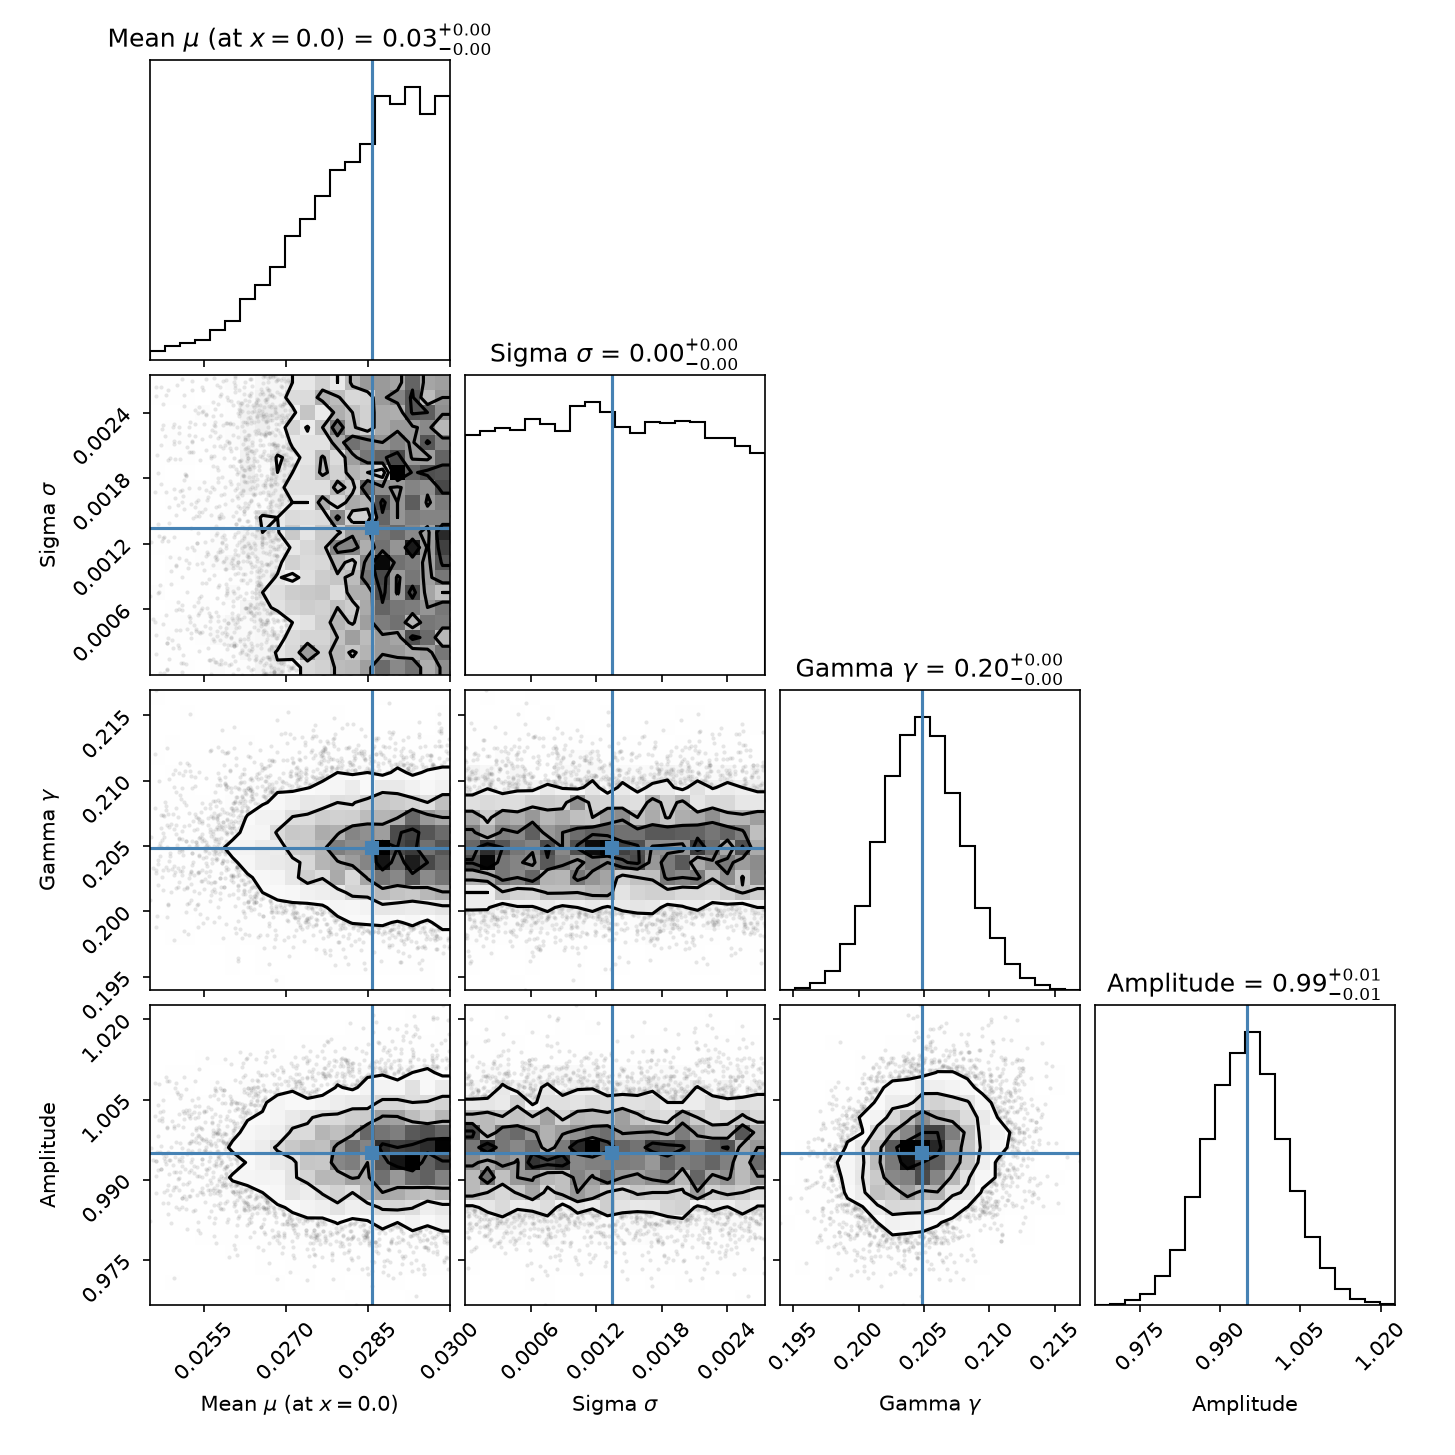 Mean μ (at x = 0.0) = 0.03+0.00−0.00
Sigma σ = 0.00+0.00−0.00
0.0024
0.0018
0.0012
0.0006
Sigma σ
Gamma γ = 0.20+0.00−0.00
0.215
0.210
0.205
0.200
0.195
Gamma γ
Amplitude = 0.99+0.01−0.01
1.020
1.005
0.990
0.975
Amplitude
0.0255 0.0270 0.0285 0.0300 0.0006 0.0012 0.0018 0.0024 0.195 0.200 0.205 0.210 0.215 0.975 0.990 1.005 1.020
Mean μ (at x = 0.0) Sigma σ Gamma γ Amplitude